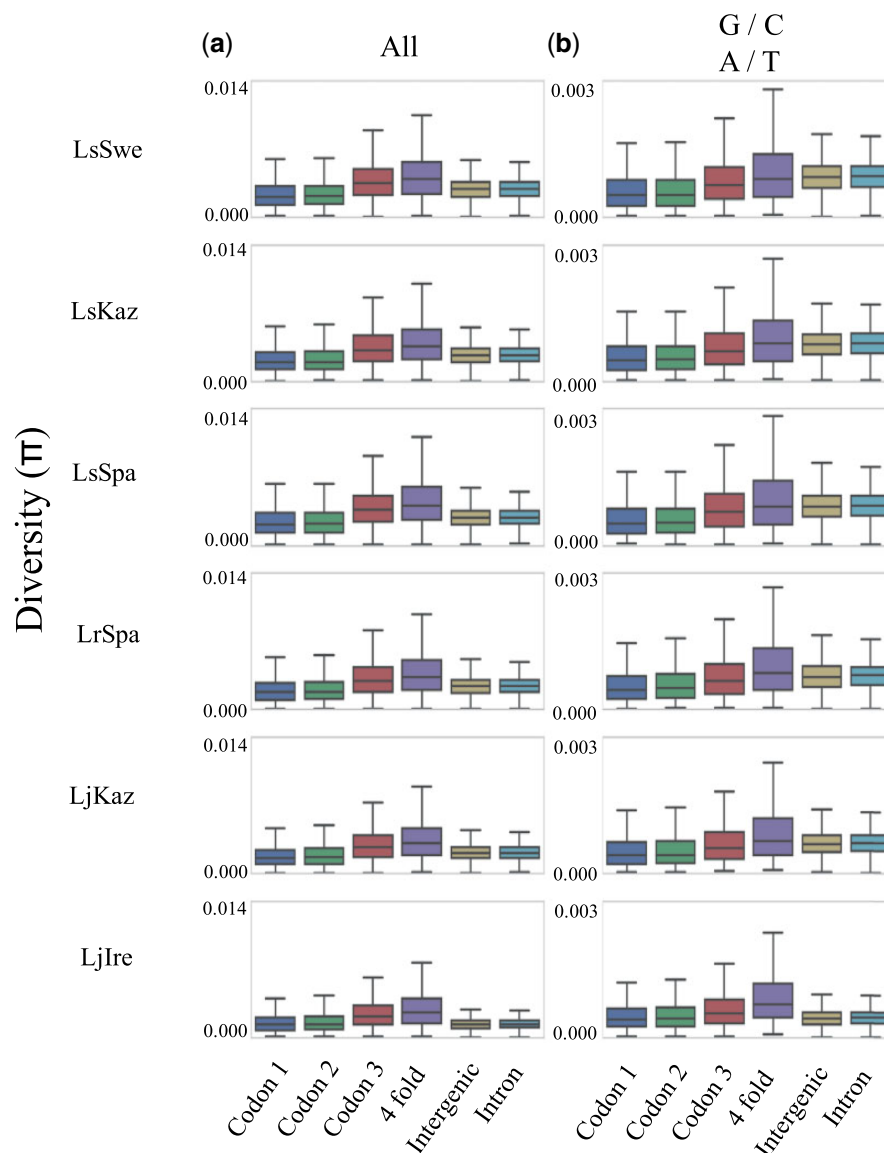 (a) All (b) G / C
A / T
Diversity (π)
LsSwe 0.014 0.000 0.003 0.000
LsKaz 0.014 0.000 0.003 0.000
LsSpa 0.014 0.000 0.003 0.000
LrSpa 0.014 0.000 0.003 0.000
LjKaz 0.014 0.000 0.003 0.000
LjIre 0.014 0.000 0.003 0.000
Codon 1 Codon 2 Codon 3 4 fold Intergenic Intron Codon 1 Codon 2 Codon 3 4 fold Intergenic Intron